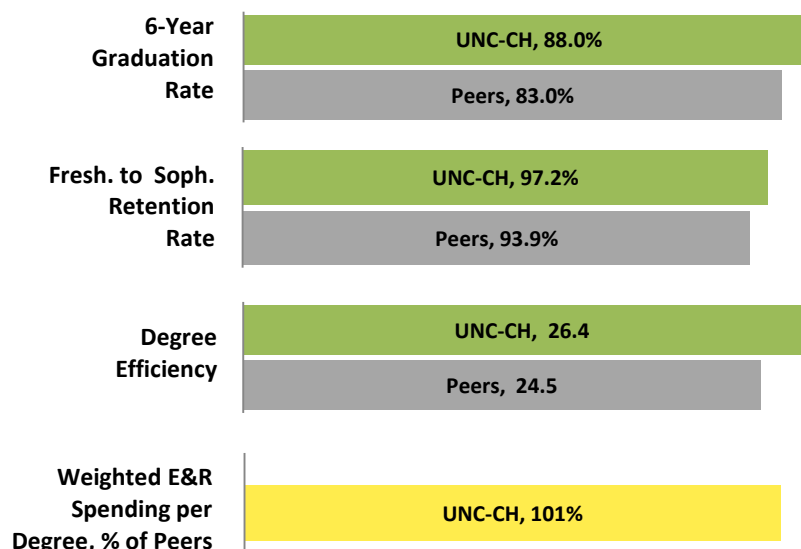 6-Year
Graduation
Rate
UNC-CH, 88.0%
Peers, 83.0%
Fresh. to Soph.
Retention
Rate
UNC-CH, 97.2%
Peers, 93.9%
Degree
Efficiency
UNC-CH, 26.4
Peers, 24.5
Weighted E&R
Spending per
Degree, % of Peers
UNC-CH, 101%